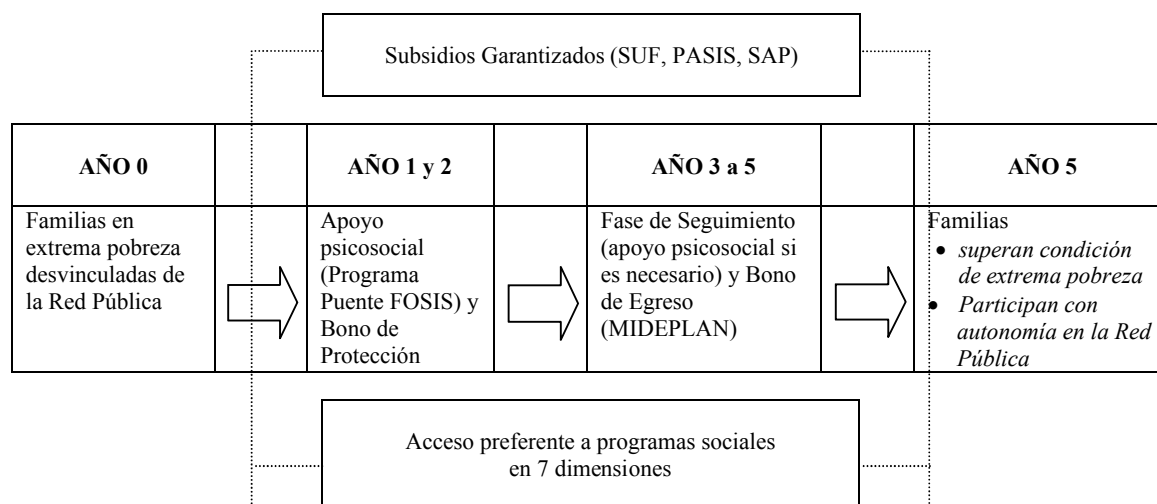 Subsidios Garantizados (SUF, PASIS, SAP)
AÑO 0
AÑO 1 y 2
AÑO 3 a 5
AÑO 5
Familias en
extrema pobreza
desvinculadas de
la Red Pública
Apoyo
psicosocial
(Programa
Puente FOSIS) y
Bono de
Protección
Fase de Seguimiento
(apoyo psicosocial si
es necesario) y Bono
de Egreso
(MIDEPLAN)
Familias
• superan condición
de extrema pobreza
• Participan con
autonomía en la Red
Pública
Acceso preferente a programas sociales
en 7 dimensiones